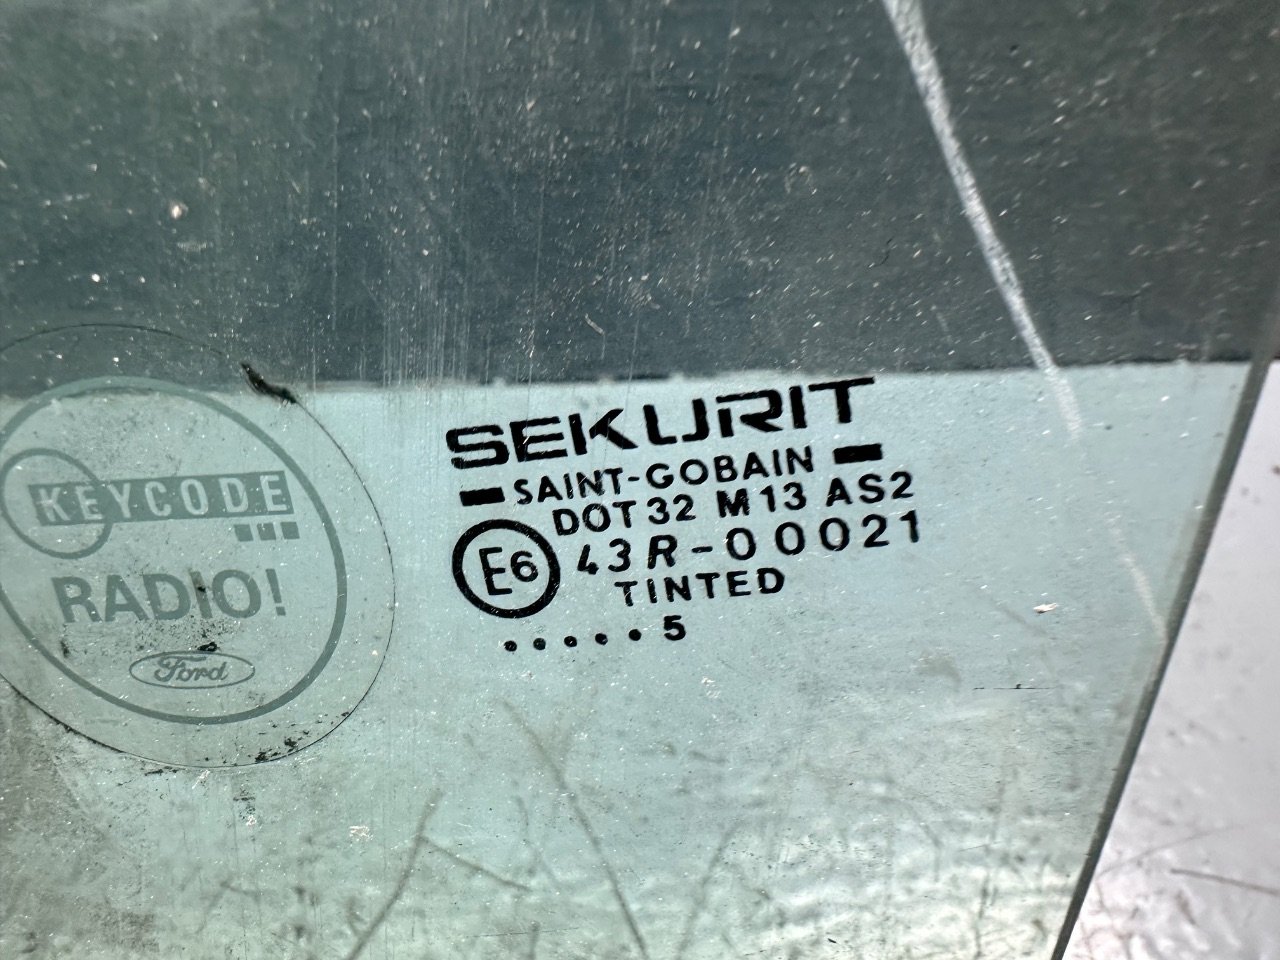 SEKURIT
SAINT-GOBAIN
DOT 32 M13 AS2
E6 43R-00021
TINTED
.....5
KEYCODE
RADIO!
Ford